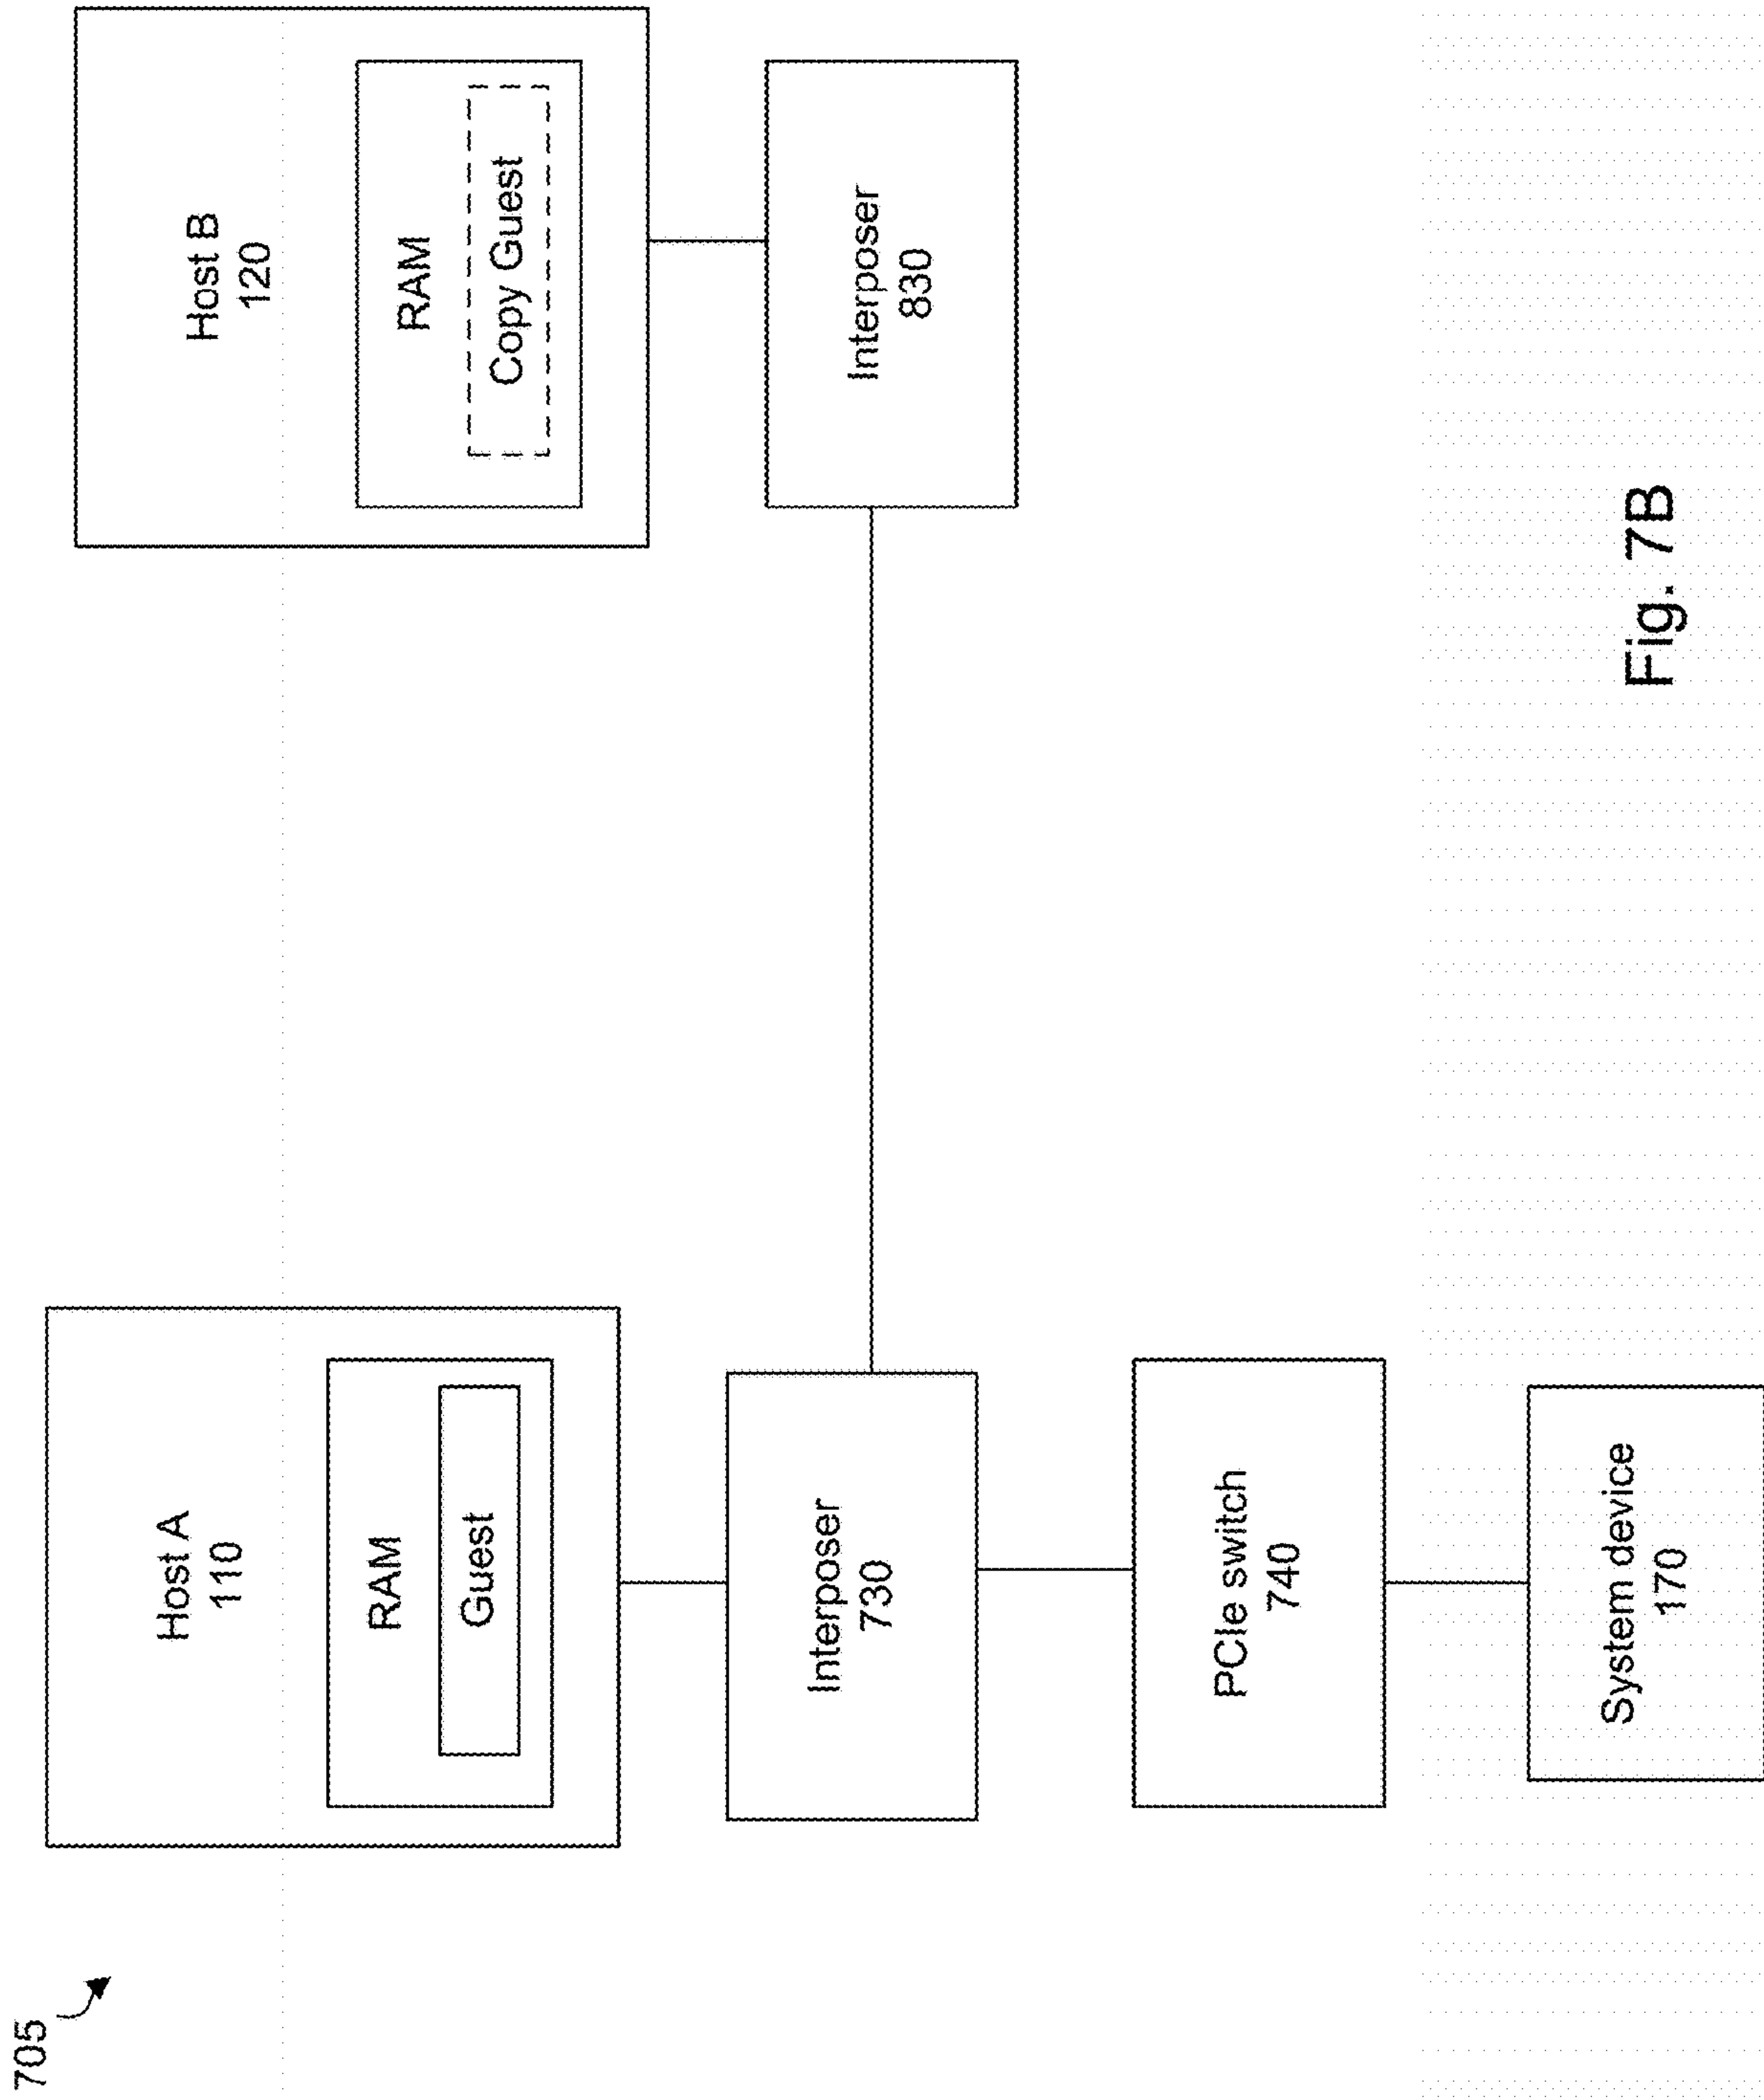 705
Host A
110
RAM
Guest
Interposer
730
PCIe switch
740
System device
170
Host B
120
RAM
Copy Guest
Interposer
830
Fig. 7B